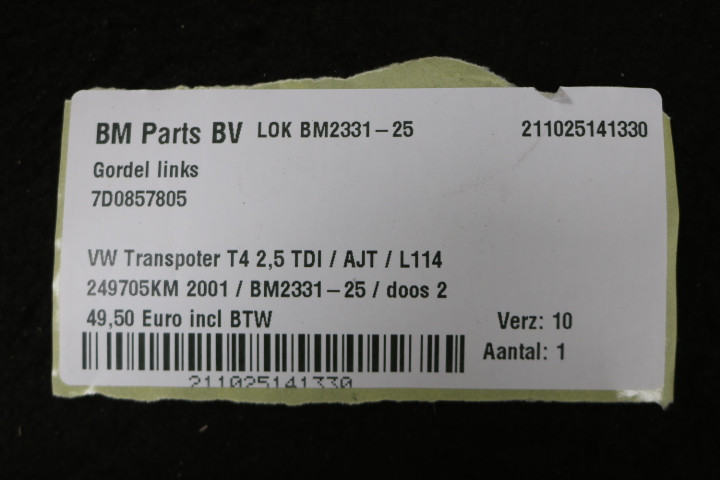 BM Parts BV LOK BM2331-25 211025141330
Gordel links
7D0857805
VW Transpoter T4 2,5 TDI / AJT / L114
249705KM 2001 / BM2331-25 / doos 2
49,50 Euro incl BTW Verz: 10
Aantal: 1
211025141330